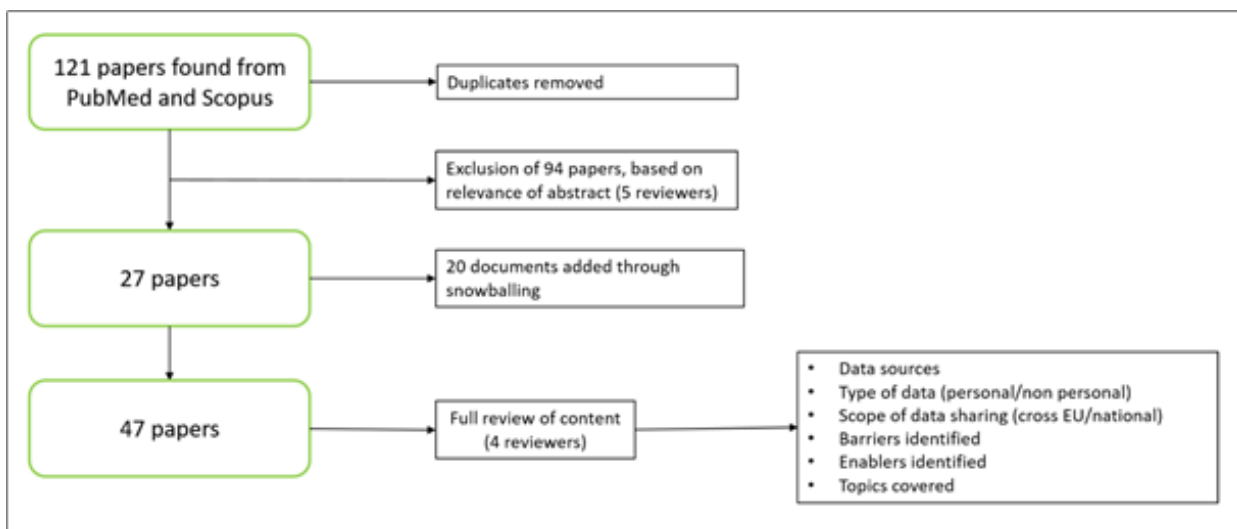 121 papers found from
PubMed and Scopus
Duplicates removed
Exclusion of 94 papers, based on
relevance of abstract (5 reviewers)
27 papers
20 documents added through
snowballing
47 papers
Full review of content
(4 reviewers)
• Data sources
• Type of data (personal/non personal)
• Scope of data sharing (cross EU/national)
• Barriers identified
• Enablers identified
• Topics covered